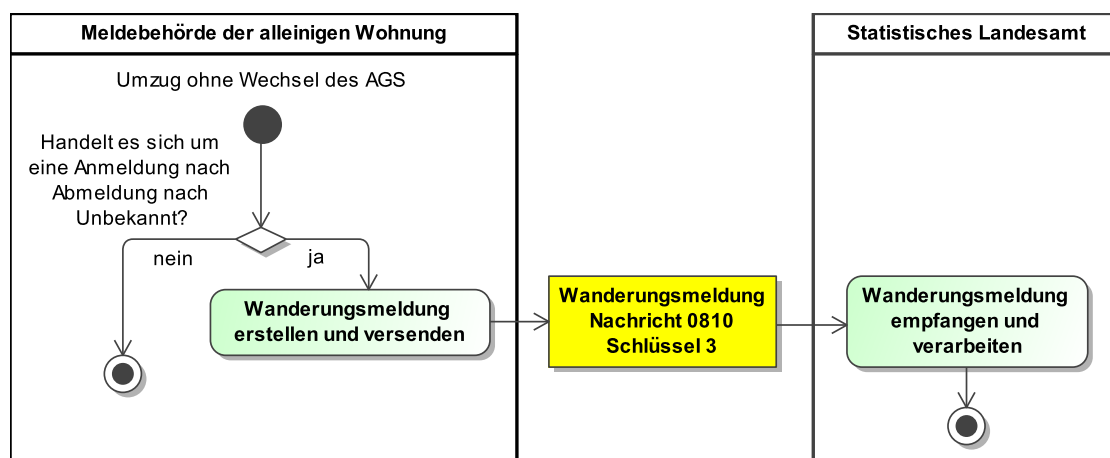 Meldebehörde der alleinigen Wohnung
Umzug ohne Wechsel des AGS
Handelt es sich um
eine Anmeldung nach
Abmeldung nach
Unbekannt?
nein
ja
Wanderungsmeldung
erstellen und versenden
Wanderungsmeldung
Nachricht 0810
Schlüssel 3
Statistisches Landesamt
Wanderungsmeldung
empfangen und
verarbeiten